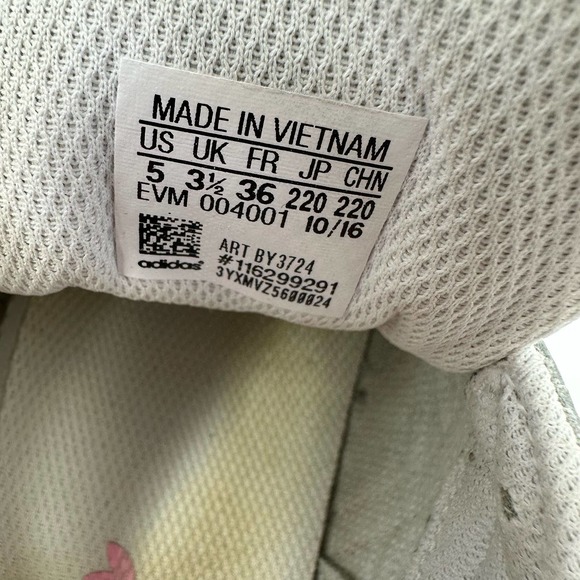 MADE IN VIETNAM
US UK FR JP CHN
5 3½ 36 220 220
EVM 004001 10/16
ART BY3724
#116299291
3YXMVZ5600024
adidas